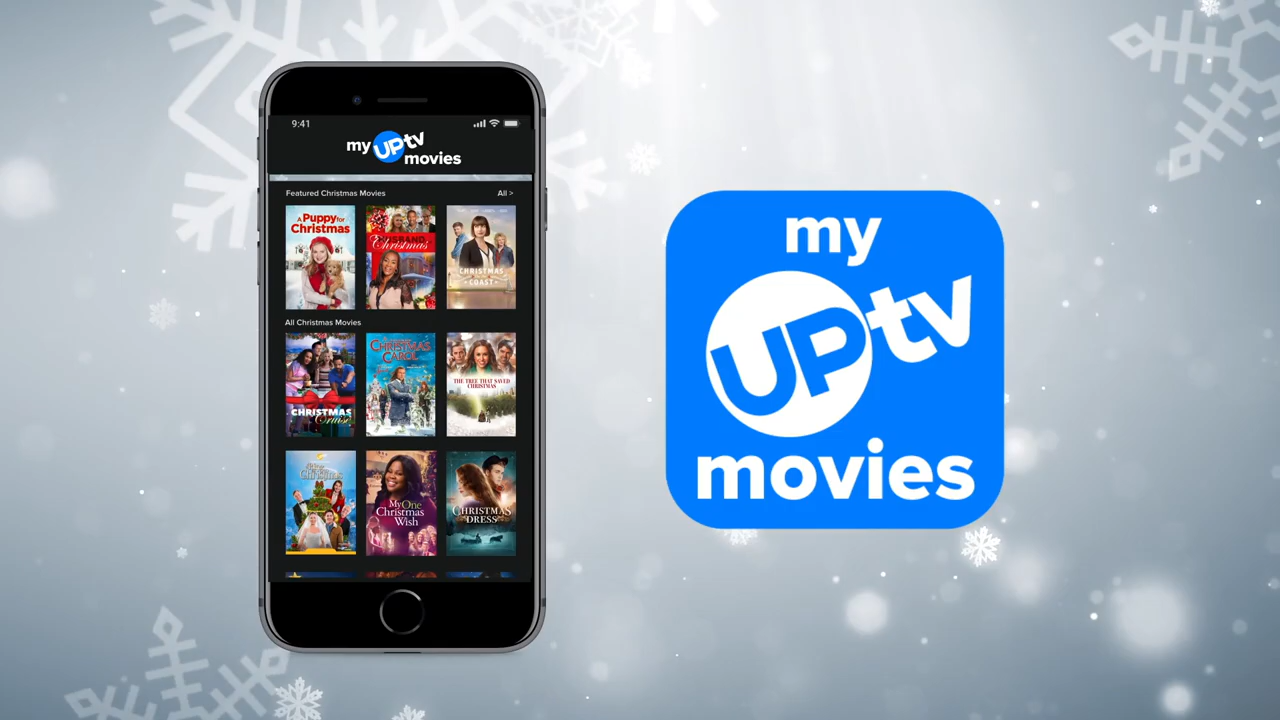 9:41
my UPtv
movies
Featured Christmas Movies
All >
A Puppy for
Christmas
Christmas
CHRISTMAS
COAST
All Christmas Movies
CHRISTMAS
Cruise
CHRISTMAS
CAROL
THE TREE THAT SAVED
CHRISTMAS
My One
Christmas
Wish
CHRISTMAS
DRESS
my
UPtv
movies